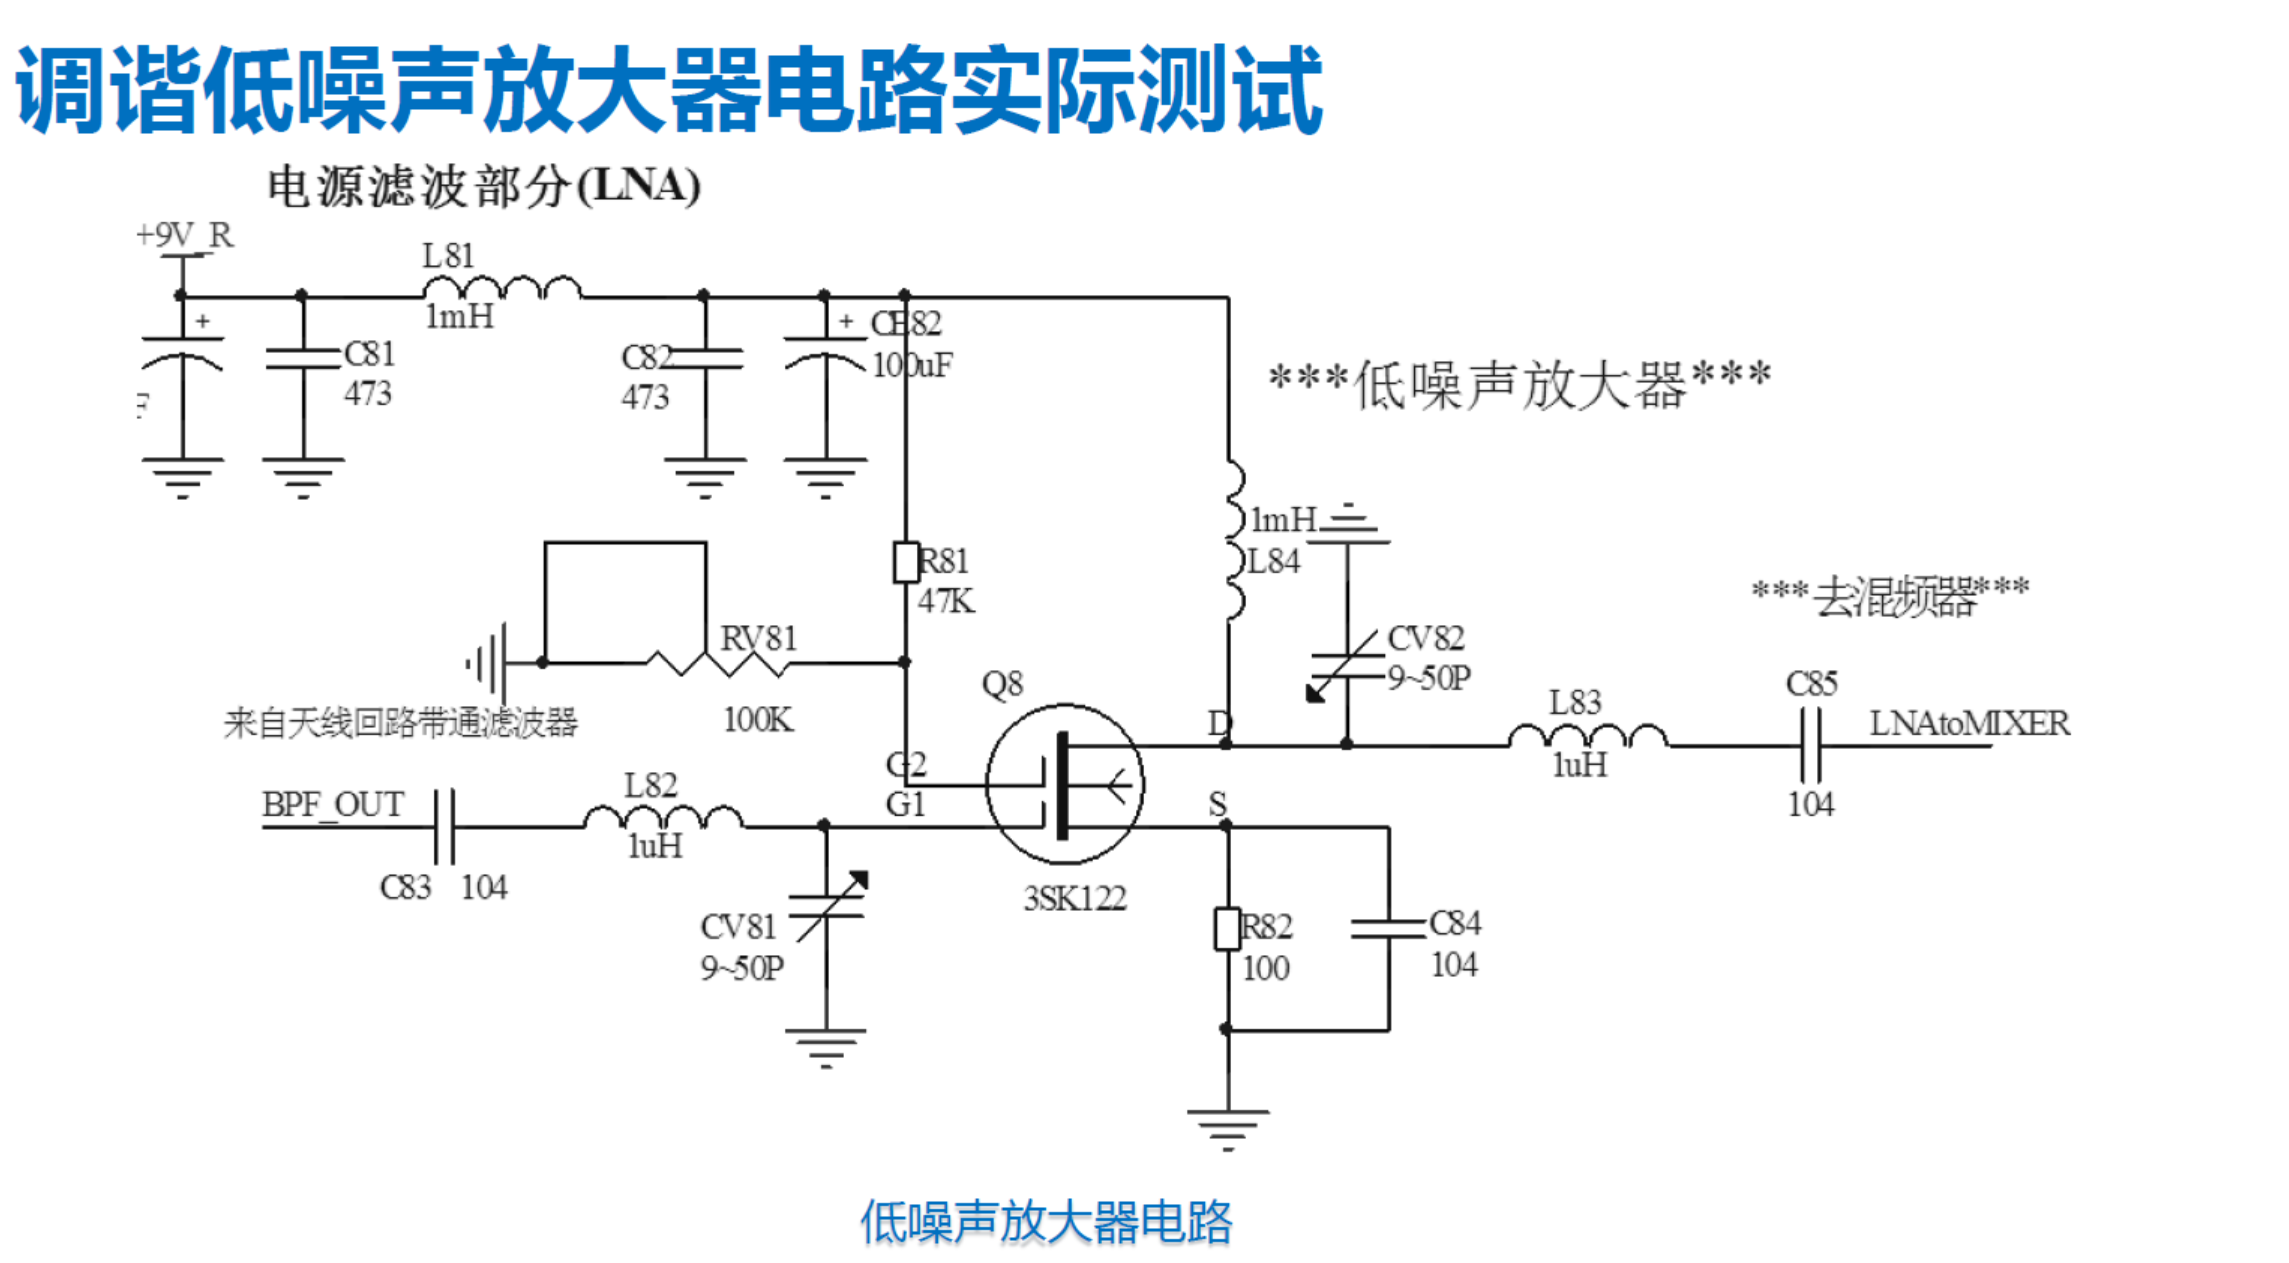 调谐低噪声放大器电路实际测试
电源滤波部分(LNA)
+9V_R
L81
1mH
+
C81
473
F
C82
473
+
CE82
100uF
***低噪声放大器***
1mH
L84
R81
47K
RV81
100K
***去混频器***
CV82
9~50P
Q8
L83
1uH
C85
104
LNAtoMIXER
来自天线回路带通滤波器
D
G2
G1
S
BPF_OUT
L82
1uH
C83 104
3SK122
CV81
9~50P
R82
100
C84
104
低噪声放大器电路